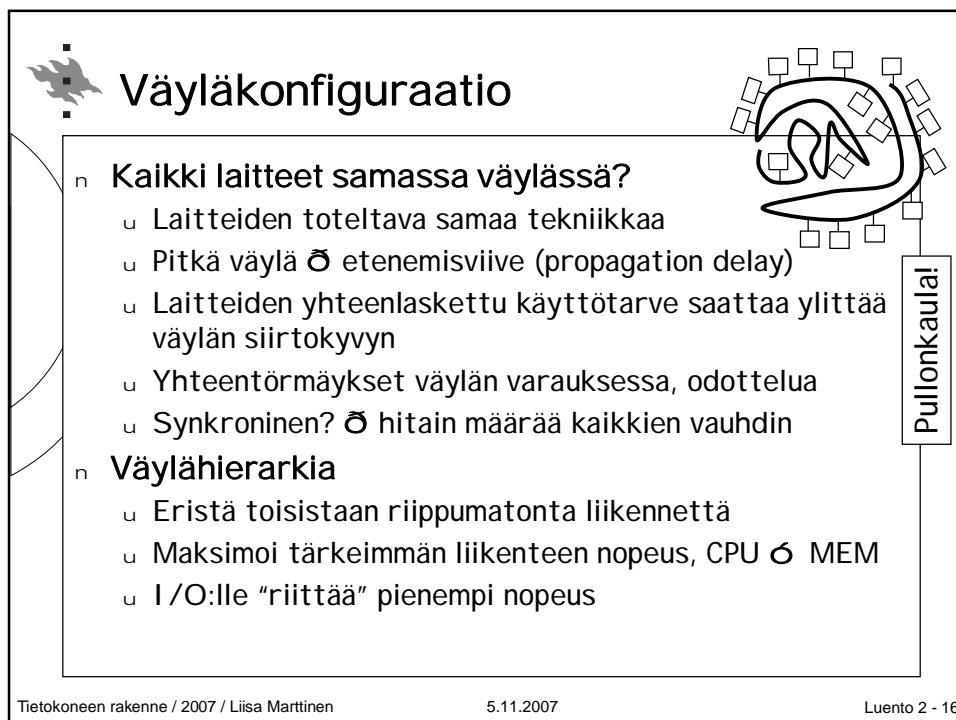 Väyläkonfiguraatio
n Kaikki laitteet samassa väylässä?
u Laitteiden toteltava samaa tekniikkaa
u Pitkä väylä ð etenemisviive (propagation delay)
u Laitteiden yhteenlaskettu käyttötarve saattaa ylittää
väylän siirtokyvyn
u Yhteentörmäykset väylän varauksessa, odottelua
u Synkroninen? ð hitain määrää kaikkien vauhdin
n Väylähierarkia
u Eristä toisistaan riippumatonta liikennettä
u Maksimoi tärkeimmän liikenteen nopeus, CPU ó MEM
u I/O:lle “riittää” pienempi nopeus
Pullonkaula!
Tietokoneen rakenne / 2007 / Liisa Marttinen 5.11.2007 Luento 2 - 16